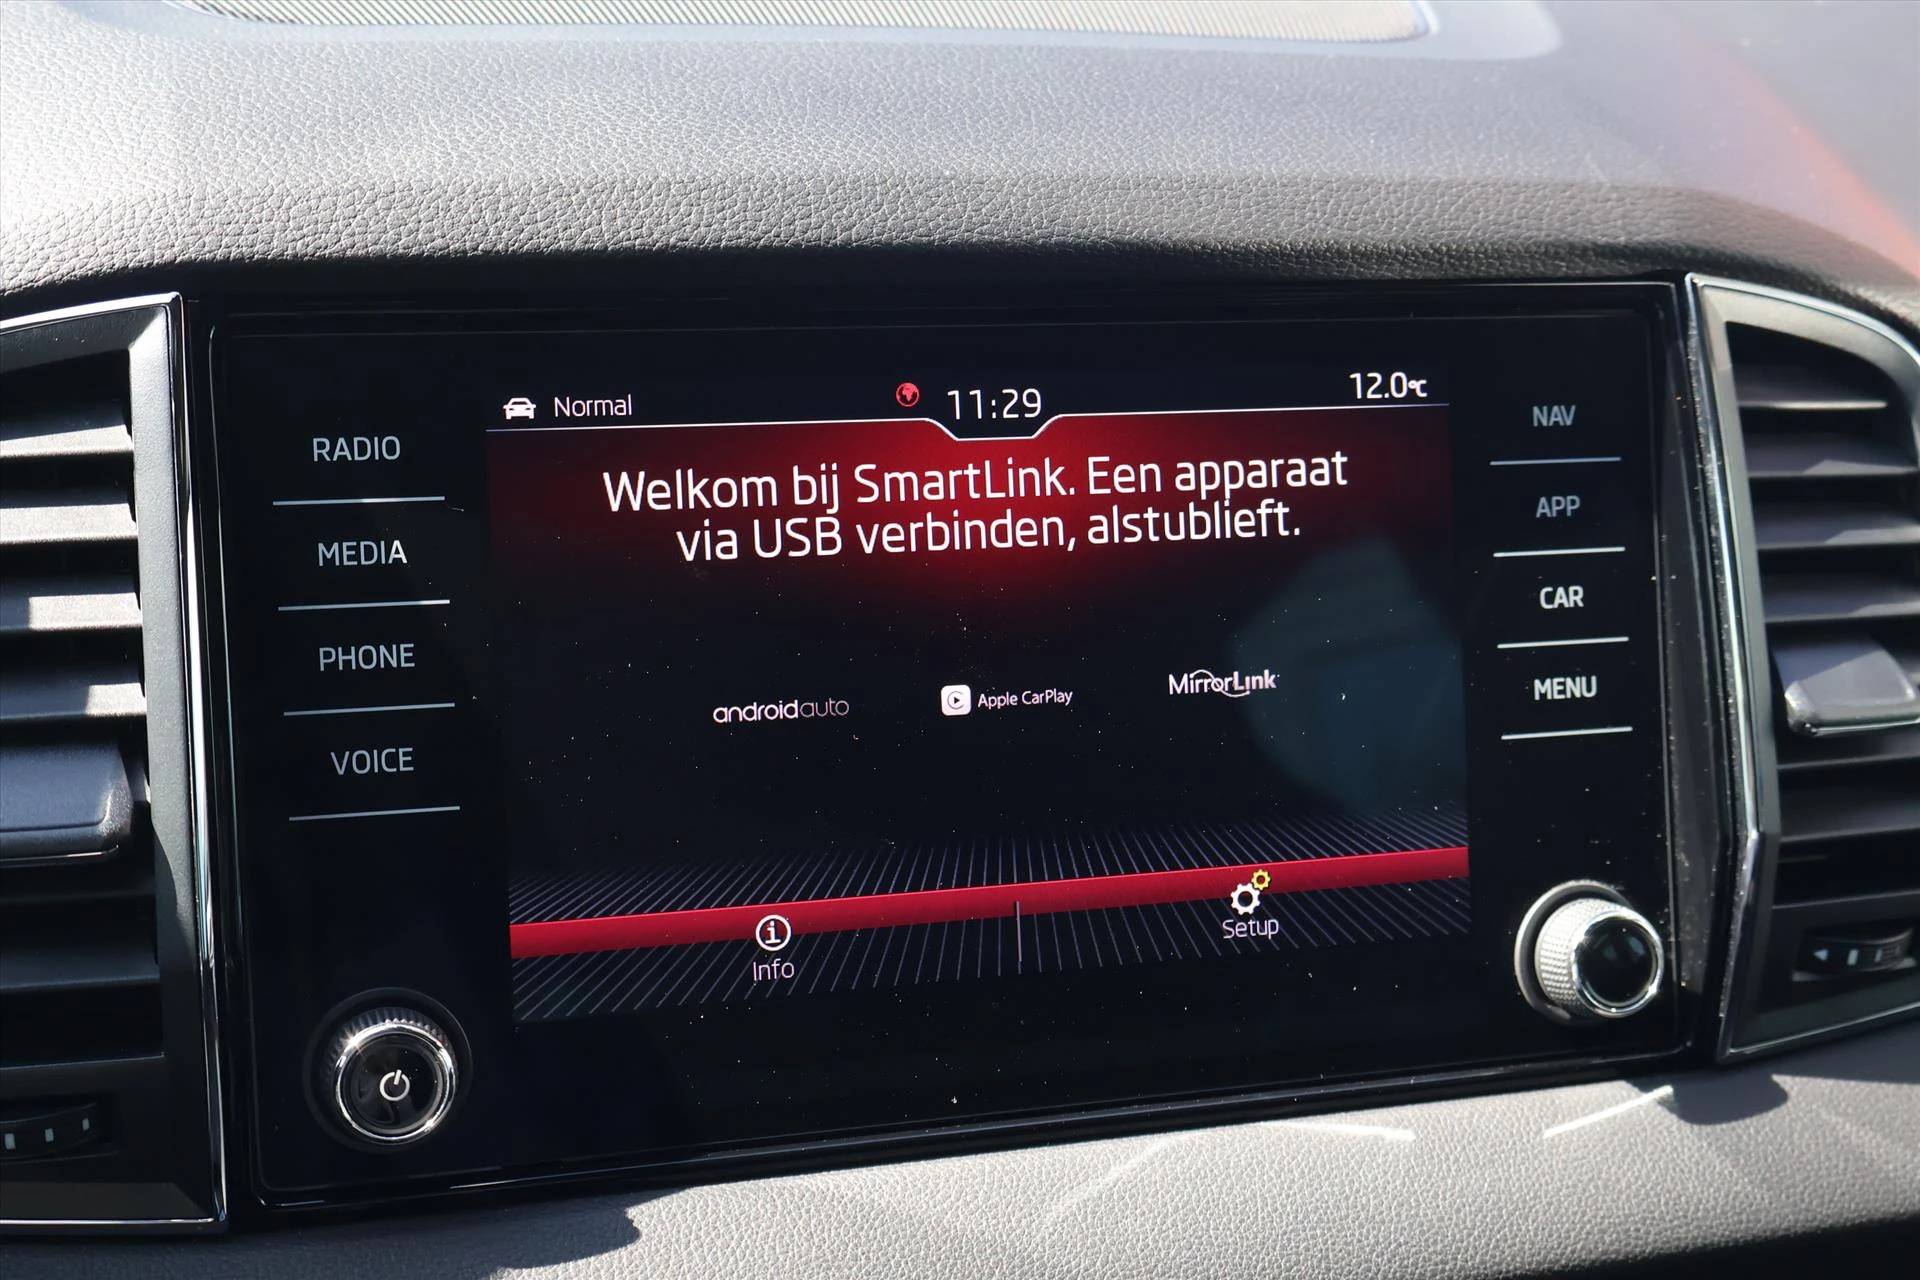 Normal
11:29
12.0°C
RADIO
MEDIA
PHONE
VOICE
Welkom bij SmartLink. Een apparaat
via USB verbinden, alstublieft.
androidauto
Apple CarPlay
MirrorLink
Info
Setup
NAV
APP
CAR
MENU